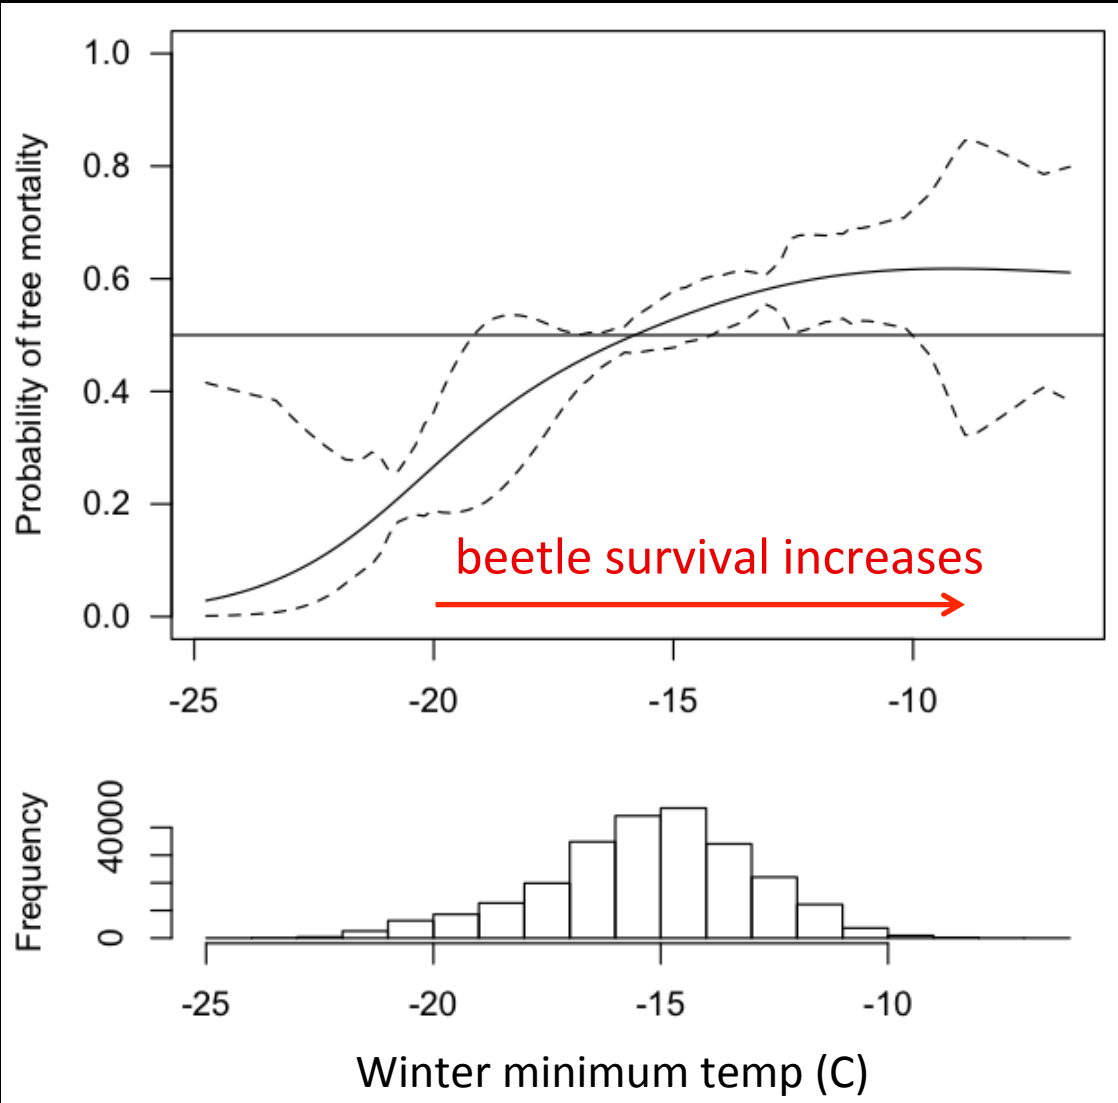 Probability of tree mortality
1.0
0.8
0.6
0.4
0.2
0.0
beetle survival increases
-25 -20 -15 -10
Frequency
40000
0
-25 -20 -15 -10
Winter minimum temp (C)